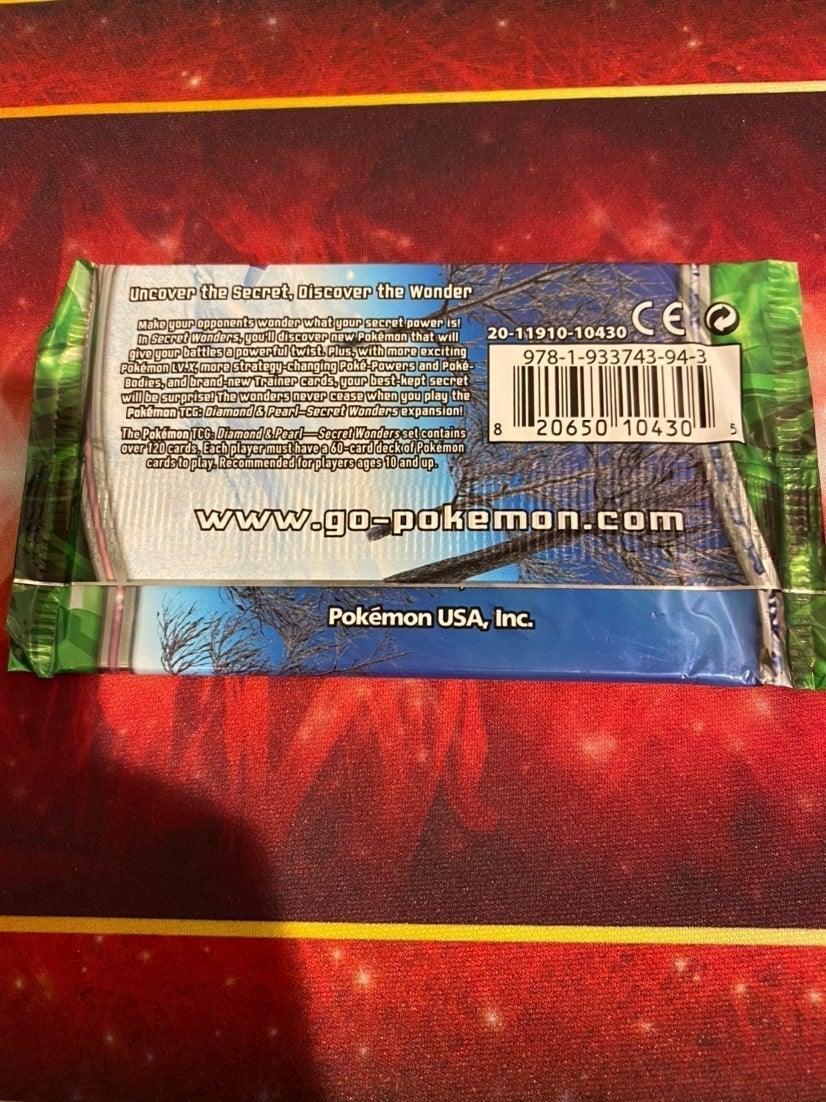 Uncover the Secret, Discover the Wonder
Make your opponents wonder what your secret power is!
In Secret Wonders, you'll discover new Pokémon that will
give your battles a powerful twist. Plus, with more exciting
Pokémon LV.X, more strategy-changing Poké-Powers and Poké-
Bodies, and brand-new Trainer cards, your best-kept secret
will be surprise! The wonders never cease when you play the
Pokémon TCG: Diamond & Pearl—Secret Wonders expansion!
The Pokémon TCG: Diamond & Pearl—Secret Wonders set contains
over 120 cards. Each player must have a 60-card deck of Pokémon
cards to play. Recommended for players ages 10 and up.
20-11910-10430 CE
978-1-933743-94-3
8 20650 10430 5
www.go-pokemon.com
Pokémon USA, Inc.